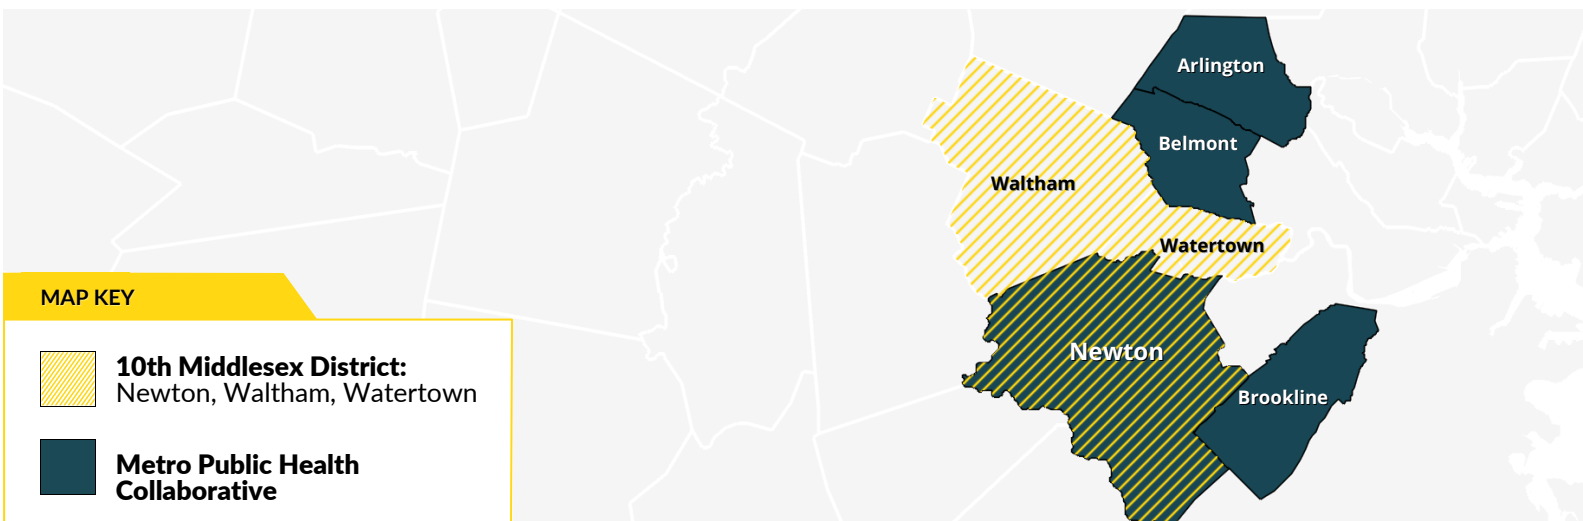 Arlington
Belmont
Waltham
Watertown
Newton
Brookline
MAP KEY
10th Middlesex District:
Newton, Waltham, Watertown
Metro Public Health
Collaborative